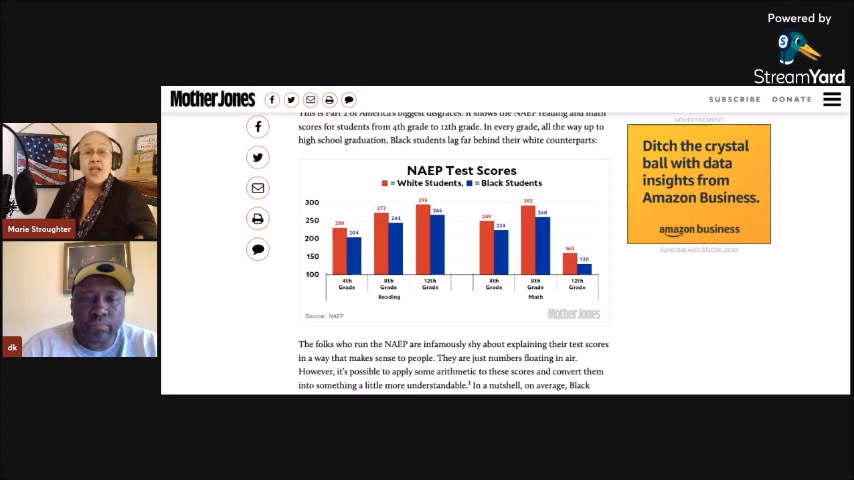 Powered by
StreamYard
Mother Jones
SUBSCRIBE DONATE
This is Part 2 of America's biggest disgraces. It shows the NAEP reading and math
scores for students from 4th grade to 12th grade. In every grade, all the way up to
high school graduation, Black students lag far behind their white counterparts:
NAEP Test Scores
= White Students, = Black Students
300
250
200
150
100
230
204
272
244
295
266
249
224
292
260
160
130
4th Grade
8th Grade
12th Grade
4th Grade
8th Grade
12th Grade
Reading
Math
Source: NAEP
Mother Jones
The folks who run the NAEP are infamously shy about explaining their test scores
in a way that makes sense to people. They are just numbers floating in air.
However, it's possible to apply some arithmetic to these scores and convert them
into something a little more understandable.¹ In a nutshell, on average, Black
ADVERTISEMENT
Ditch the crystal
ball with data
insights from
Amazon Business.
amazon business
Advertise with Mother Jones
Marie Stroughter
dk